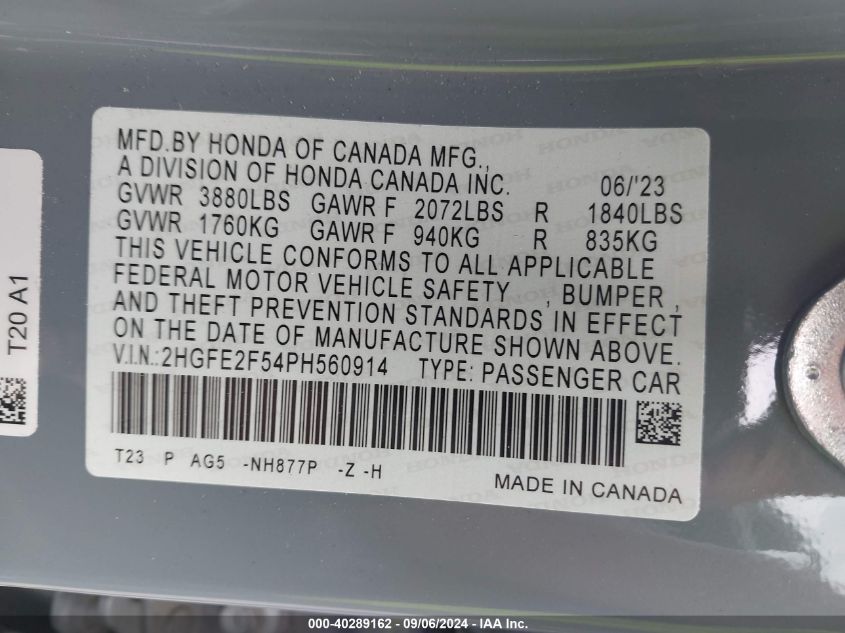 MFD.BY HONDA OF CANADA MFG.,
A DIVISION OF HONDA CANADA INC. 06/'23
GVWR 3880LBS GAWR F 2072LBS R 1840LBS
GVWR 1760KG GAWR F 940KG R 835KG
THIS VEHICLE CONFORMS TO ALL APPLICABLE
FEDERAL MOTOR VEHICLE SAFETY , BUMPER ,
AND THEFT PREVENTION STANDARDS IN EFFECT
ON THE DATE OF MANUFACTURE SHOWN ABOVE.
V.I.N.:2HGFE2F54PH560914 TYPE: PASSENGER CAR
T23 P AG5 -NH877P -Z -H
MADE IN CANADA
T20 A1
000-40289162 - 09/06/2024 - IAA Inc.